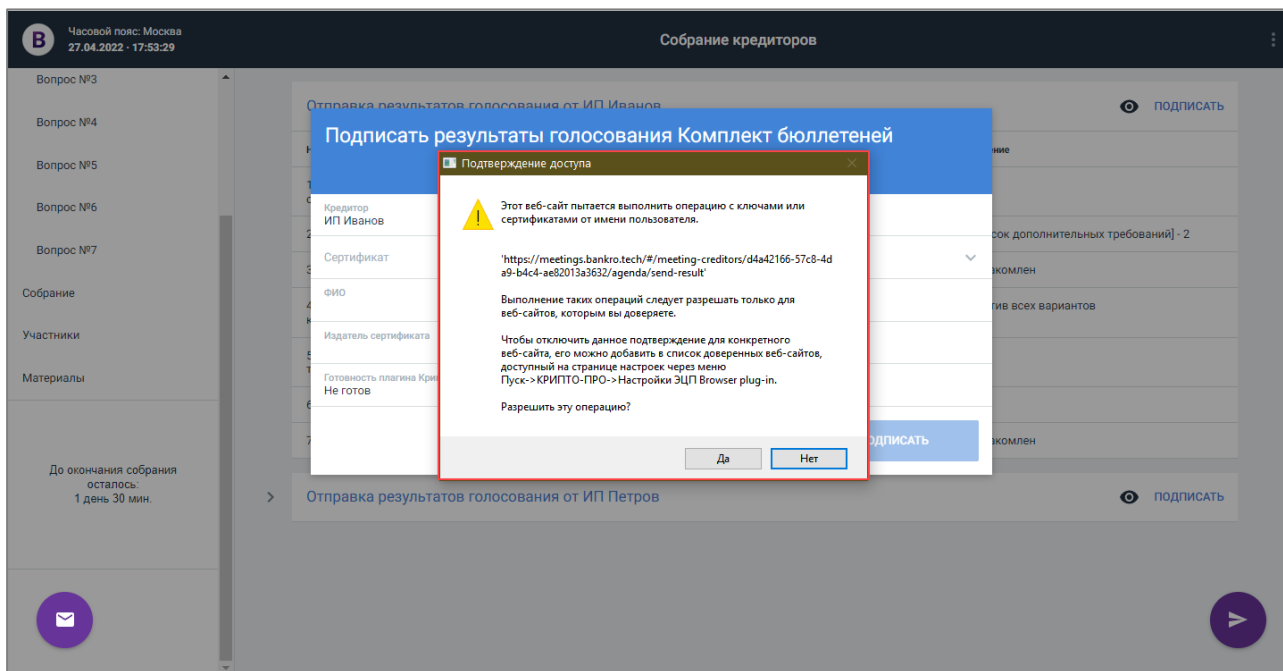 B
Часовой пояс: Москва
27.04.2022 · 17:53:29
Собрание кредиторов
Вопрос №3
Вопрос №4
Вопрос №5
Вопрос №6
Вопрос №7
Собрание
Участники
Материалы
До окончания собрания
осталось:
1 день 30 мин.
Отправка результатов голосования от ИП Иванов
ПОДПИСАТЬ
Подписать результаты голосования Комплект бюллетеней
Кредитор
ИП Иванов
Сертификат
ФИО
Издатель сертификата
Готовность плагина
Не готов
Подтверждение доступа
Этот веб-сайт пытается выполнить операцию с ключами или
сертификатами от имени пользователя.
'https://meetings.bankro.tech/#/meeting-creditors/d4a42166-57c8-4d
a9-b4c4-ae82013a3632/agenda/send-result'
Выполнение таких операций следует разрешать только для
веб-сайтов, которым вы доверяете.
Чтобы отключить данное подтверждение для конкретного
веб-сайта, его можно добавить в список доверенных веб-сайтов,
доступный на странице настроек через меню
Пуск->КРИПТО-ПРО->Настройки ЭЦП Browser plug-in.
Разрешить эту операцию?
Да
Нет
дополнительных требований] - 2
всех вариантов
Отправка результатов голосования от ИП Петров
ПОДПИСАТЬ